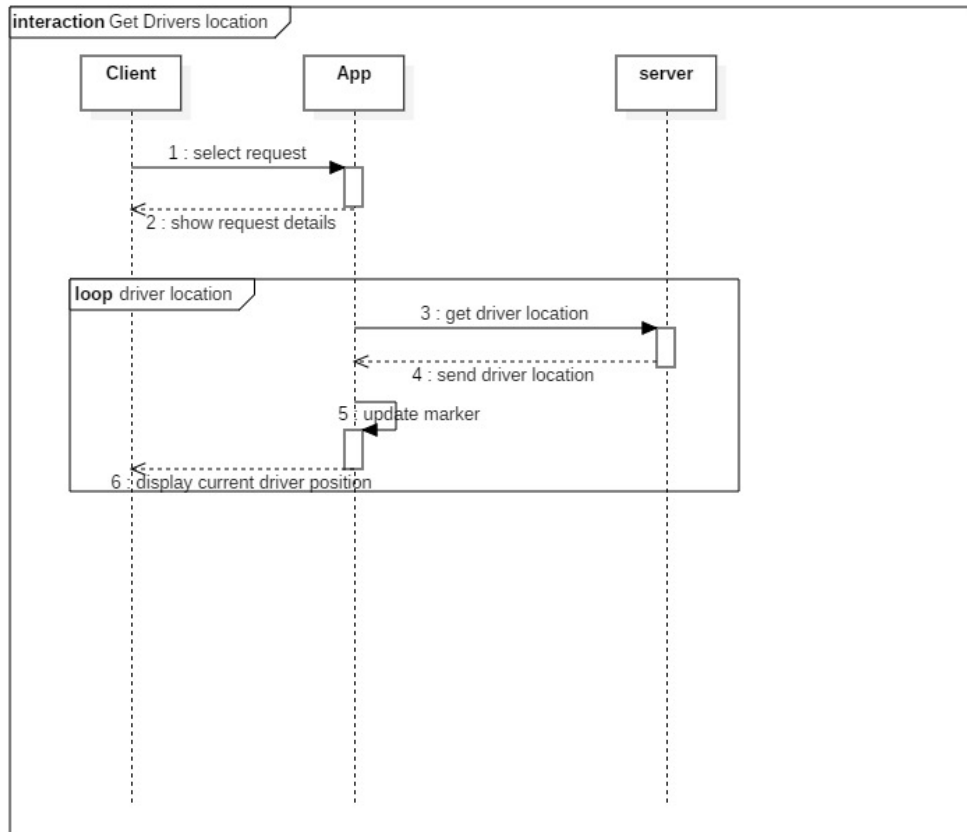 interaction Get Drivers location
Client
App
server
1 : select request
2 : show request details
loop driver location
3 : get driver location
4 : send driver location
5 : update marker
6 : display current driver position